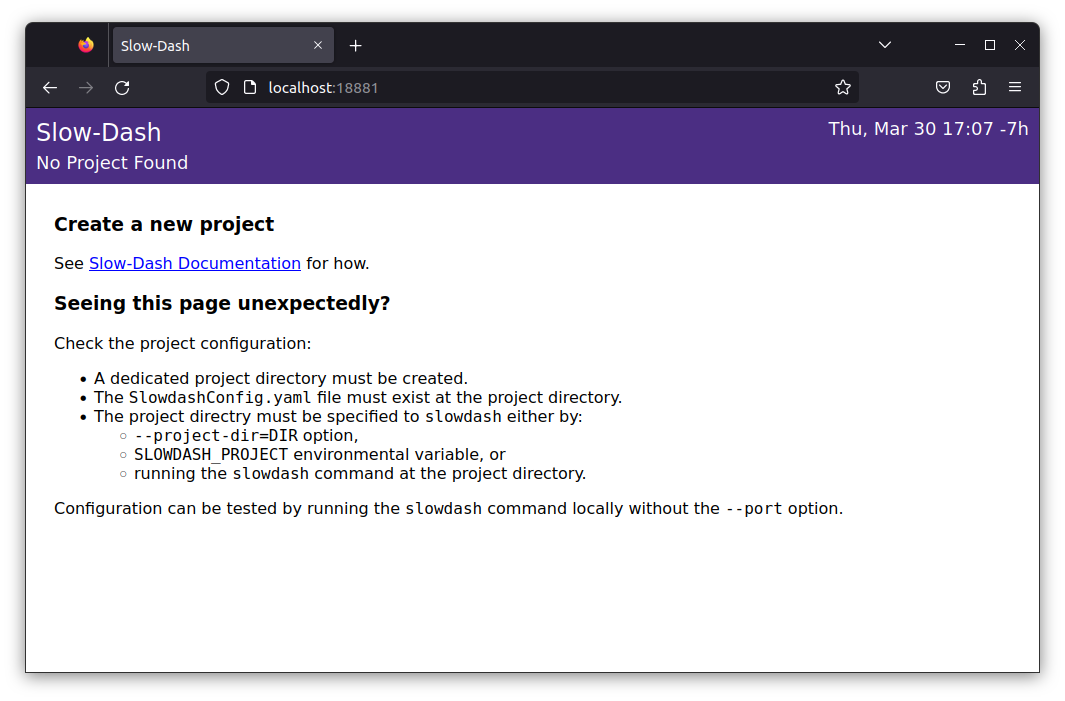 Slow-Dash
localhost:18881
Slow-Dash
Thu, Mar 30 17:07 -7h
No Project Found
Create a new project
See Slow-Dash Documentation for how.
Seeing this page unexpectedly?
Check the project configuration:
A dedicated project directory must be created.
The SlowdashConfig.yaml file must exist at the project directory.
The project directry must be specified to slowdash either by:
--project-dir=DIR option,
SLOWDASH_PROJECT environmental variable, or
running the slowdash command at the project directory.
Configuration can be tested by running the slowdash command locally without the --port option.